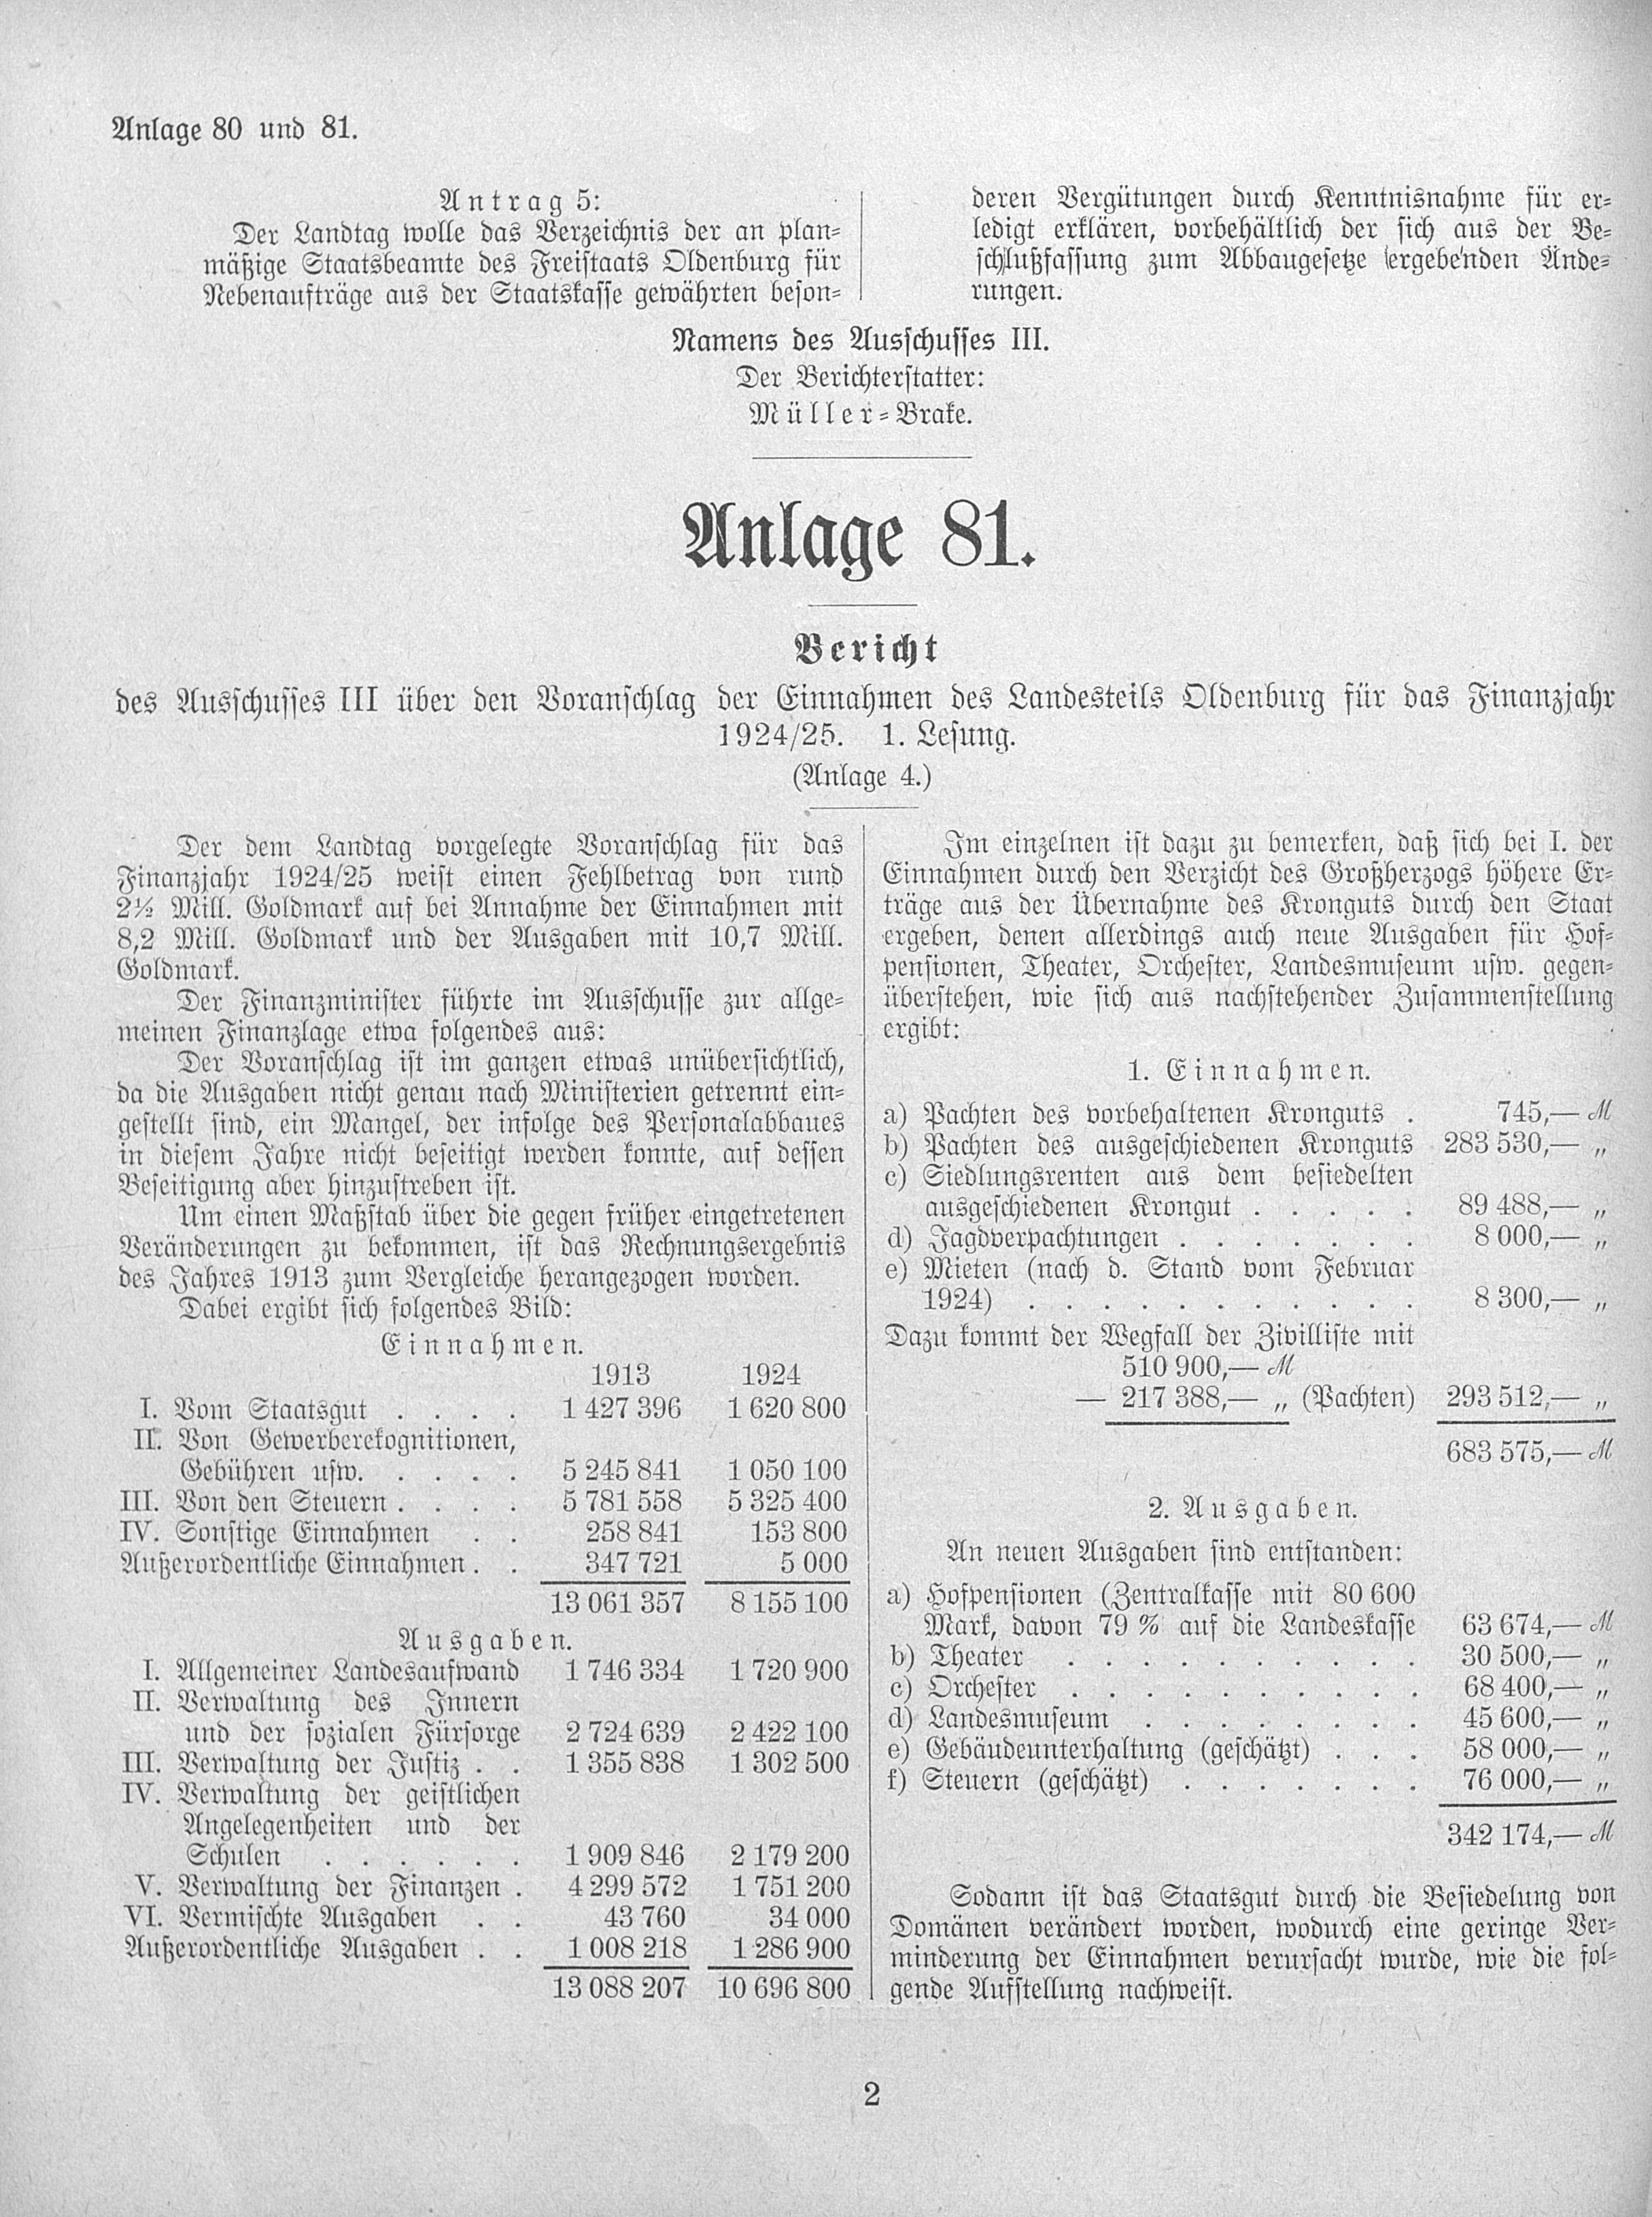 Anlage 80 und 81.
Antrag 5:
Der Landtag wolle das Verzeichnis der an plan-
mäßige Staatsbeamte des Freistaats Oldenburg für
Nebenaufträge aus der Staatskasse gewährten beson-
deren Vergütungen durch Kenntnisnahme für er-
ledigt erklären, vorbehältlich der sich aus der Be-
schlußfassung zum Abbaugesetze ergebenden Ände-
rungen.
Namens des Ausschusses III.
Der Berichterstatter:
Müller-Brake.
Anlage 81.
Bericht
des Ausschusses III über den Voranschlag der Einnahmen des Landesteils Oldenburg für das Finanzjahr
1924/25. 1. Lesung.
(Anlage 4.)
Der dem Landtag vorgelegte Voranschlag für das
Finanzjahr 1924/25 weist einen Fehlbetrag von rund
2½ Mill. Goldmark auf bei Annahme der Einnahmen mit
8,2 Mill. Goldmark und der Ausgaben mit 10,7 Mill.
Goldmark.
Der Finanzminister führte im Ausschusse zur allge-
meinen Finanzlage etwa folgendes aus:
Der Voranschlag ist im ganzen etwas unübersichtlich,
da die Ausgaben nicht genau nach Ministerien getrennt ein-
gestellt sind, ein Mangel, der infolge des Personalabbaues
in diesem Jahre nicht beseitigt werden konnte, auf dessen
Beseitigung aber hinzustreben ist.
Um einen Maßstab über die gegen früher eingetretenen
Veränderungen zu bekommen, ist das Rechnungsergebnis
des Jahres 1913 zum Vergleiche herangezogen worden.
Dabei ergibt sich folgendes Bild:
Einnahmen.
1913 1924
I. Vom Staatsgut . . . . 1 427 396 1 620 800
II. Von Gewerberekognitionen,
Gebühren usw. . . . . 5 245 841 1 050 100
III. Von den Steuern . . . . 5 781 558 5 325 400
IV. Sonstige Einnahmen . . 258 841 153 800
Außerordentliche Einnahmen . . 347 721 5 000
13 061 357 8 155 100
Ausgaben.
I. Allgemeiner Landesaufwand 1 746 334 1 720 900
II. Verwaltung des Innern
und der sozialen Fürsorge 2 724 639 2 422 100
III. Verwaltung der Justiz . . 1 355 838 1 302 500
IV. Verwaltung der geistlichen
Angelegenheiten und der
Schulen . . . . . . 1 909 846 2 179 200
V. Verwaltung der Finanzen . 4 299 572 1 751 200
VI. Vermischte Ausgaben . . 43 760 34 000
Außerordentliche Ausgaben . . 1 008 218 1 286 900
13 088 207 10 696 800
Im einzelnen ist dazu zu bemerken, daß sich bei I. der
Einnahmen durch den Verzicht des Großherzogs höhere Er-
träge aus der Übernahme des Kronguts durch den Staat
ergeben, denen allerdings auch neue Ausgaben für Hof-
pensionen, Theater, Orchester, Landesmuseum usw. gegen-
überstehen, wie sich aus nachstehender Zusammenstellung
ergibt:
1. Einnahmen.
a) Pachten des vorbehaltenen Kronguts . 745,— ℳ
b) Pachten des ausgeschiedenen Kronguts 283 530,— „
c) Siedlungsrenten aus dem besiedelten
ausgeschiedenen Krongut . . . . . 89 488,— „
d) Jagdverpachtungen . . . . . . . 8 000,— „
e) Mieten (nach d. Stand vom Februar
1924) . . . . . . . . . . . 8 300,— „
Dazu kommt der Wegfall der Zivilliste mit
510 900,— ℳ
— 217 388,— „ (Pachten) 293 512,— „
683 575,— ℳ
2. Ausgaben.
An neuen Ausgaben sind entstanden:
a) Hofpensionen (Zentralkasse mit 80 600
Mark, davon 79 % auf die Landeskasse 63 674,— ℳ
b) Theater . . . . . . . . . . 30 500,— „
c) Orchester . . . . . . . . . . 68 400,— „
d) Landesmuseum . . . . . . . . 45 600,— „
e) Gebäudeunterhaltung (geschätzt) . . . 58 000,— „
f) Steuern (geschätzt) . . . . . . . 76 000,— „
342 174,— ℳ
Sodann ist das Staatsgut durch die Besiedelung von
Domänen verändert worden, wodurch eine geringe Ver-
minderung der Einnahmen verursacht wurde, wie die fol-
gende Aufstellung nachweist.
2